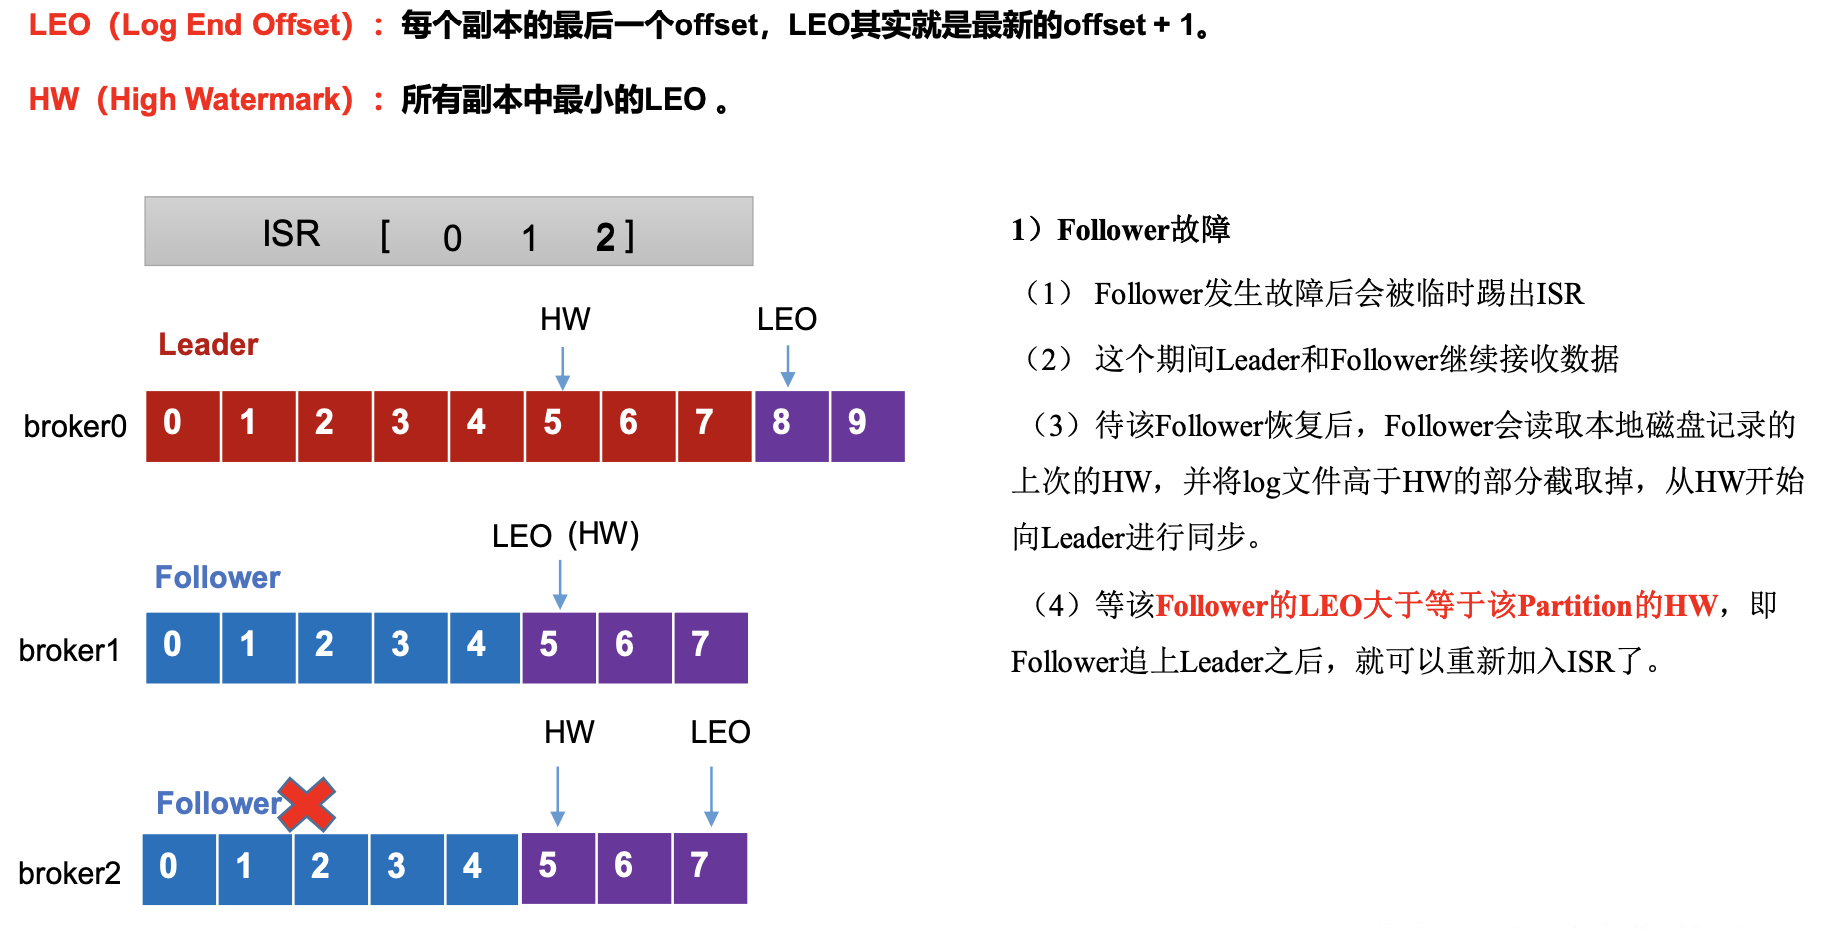 LEO（Log End Offset）：每个副本的最后一个offset，LEO其实就是最新的offset + 1。
HW（High Watermark）：所有副本中最小的LEO 。
ISR [ 0 1 2 ]
HW LEO
Leader
broker0 0 1 2 3 4 5 6 7 8 9
LEO (HW)
Follower
broker1 0 1 2 3 4 5 6 7
HW LEO
Follower
broker2 0 1 2 3 4 5 6 7
1）Follower故障
（1） Follower发生故障后会被临时踢出ISR
（2） 这个期间Leader和Follower继续接收数据
（3）待该Follower恢复后，Follower会读取本地磁盘记录的
上次的HW，并将log文件高于HW的部分截取掉，从HW开始
向Leader进行同步。
（4）等该Follower的LEO大于等于该Partition的HW，即
Follower追上Leader之后，就可以重新加入ISR了。